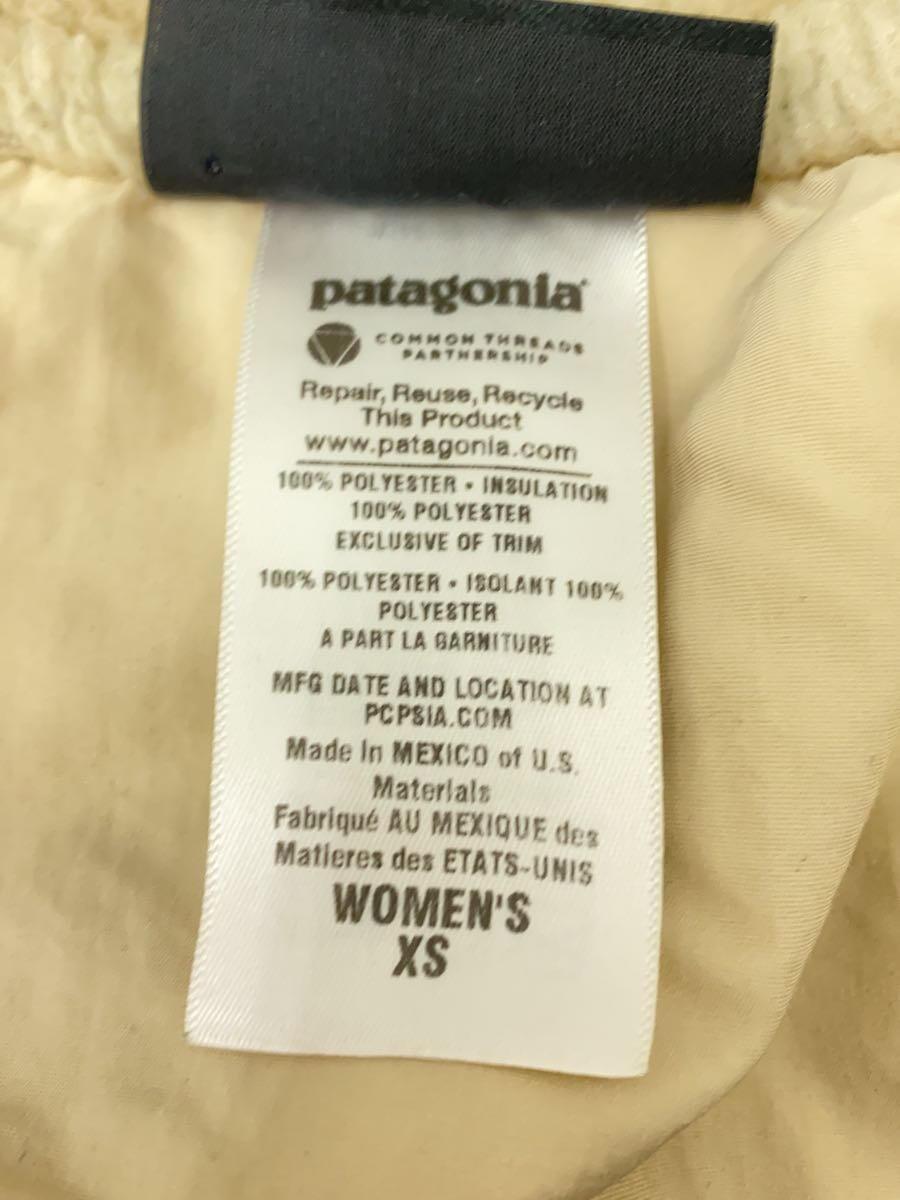 patagonia®
COMMON THREADS
PARTNERSHIP
Repair, Reuse, Recycle
This Product
www.patagonia.com
100% POLYESTER • INSULATION
100% POLYESTER
EXCLUSIVE OF TRIM
100% POLYESTER • ISOLANT 100%
POLYESTER
A PART LA GARNITURE
MFG DATE AND LOCATION AT
PCPSIA.COM
Made in MEXICO of U.S.
Materials
Fabriqué AU MEXIQUE des
Matieres des ETATS-UNIS
WOMEN'S
XS